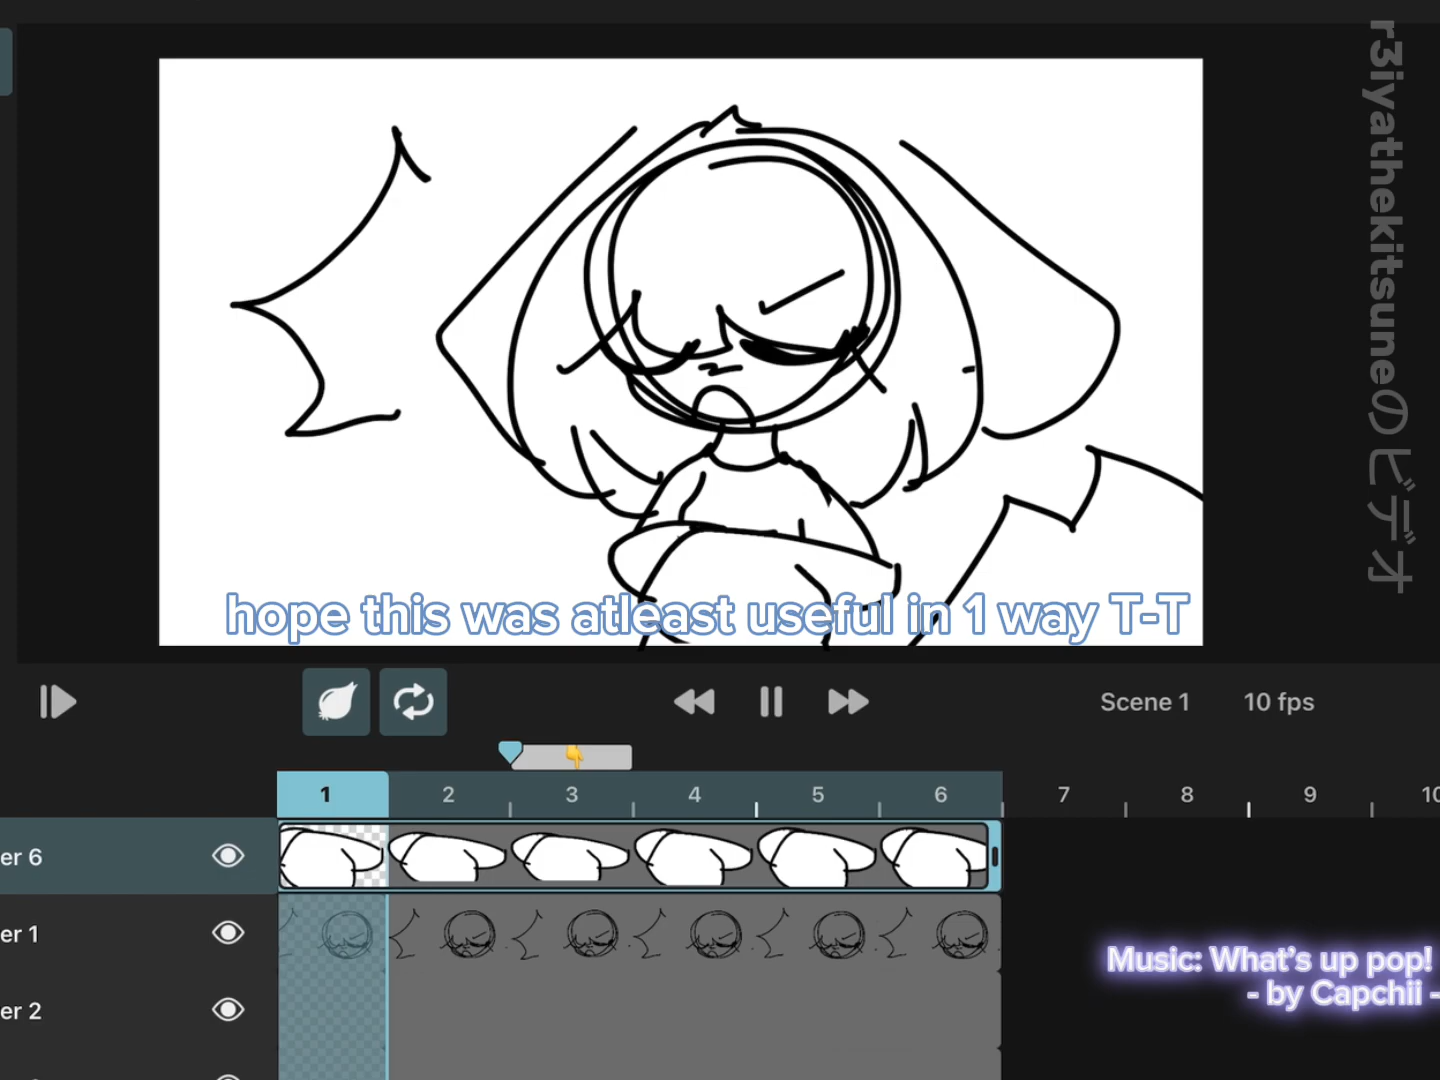 r3iyathekitsuneのビデオ
hope this was atleast useful in 1 way T-T
Scene 1
10 fps
1 2 3 4 5 6 7 8 9 10
er 6
er 1
er 2
Music: What's up pop!
- by Capchii -